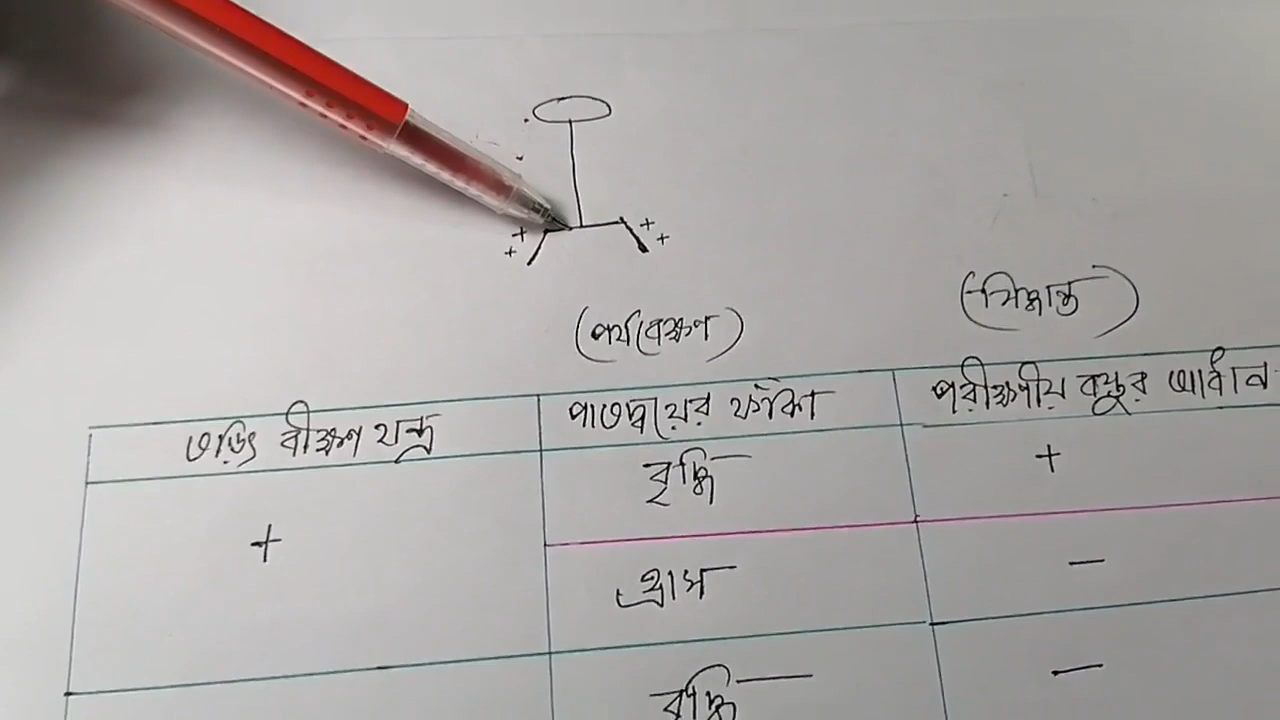 + +
+ +
(পর্যবেক্ষণ) (সিদ্ধান্ত)
তড়িৎ বীক্ষণ যন্ত্র পাতদ্বয়ের ফাঁকা পরীক্ষণীয় বস্তুর আধান
+ বৃদ্ধি +
হ্রাস −
বৃদ্ধি −